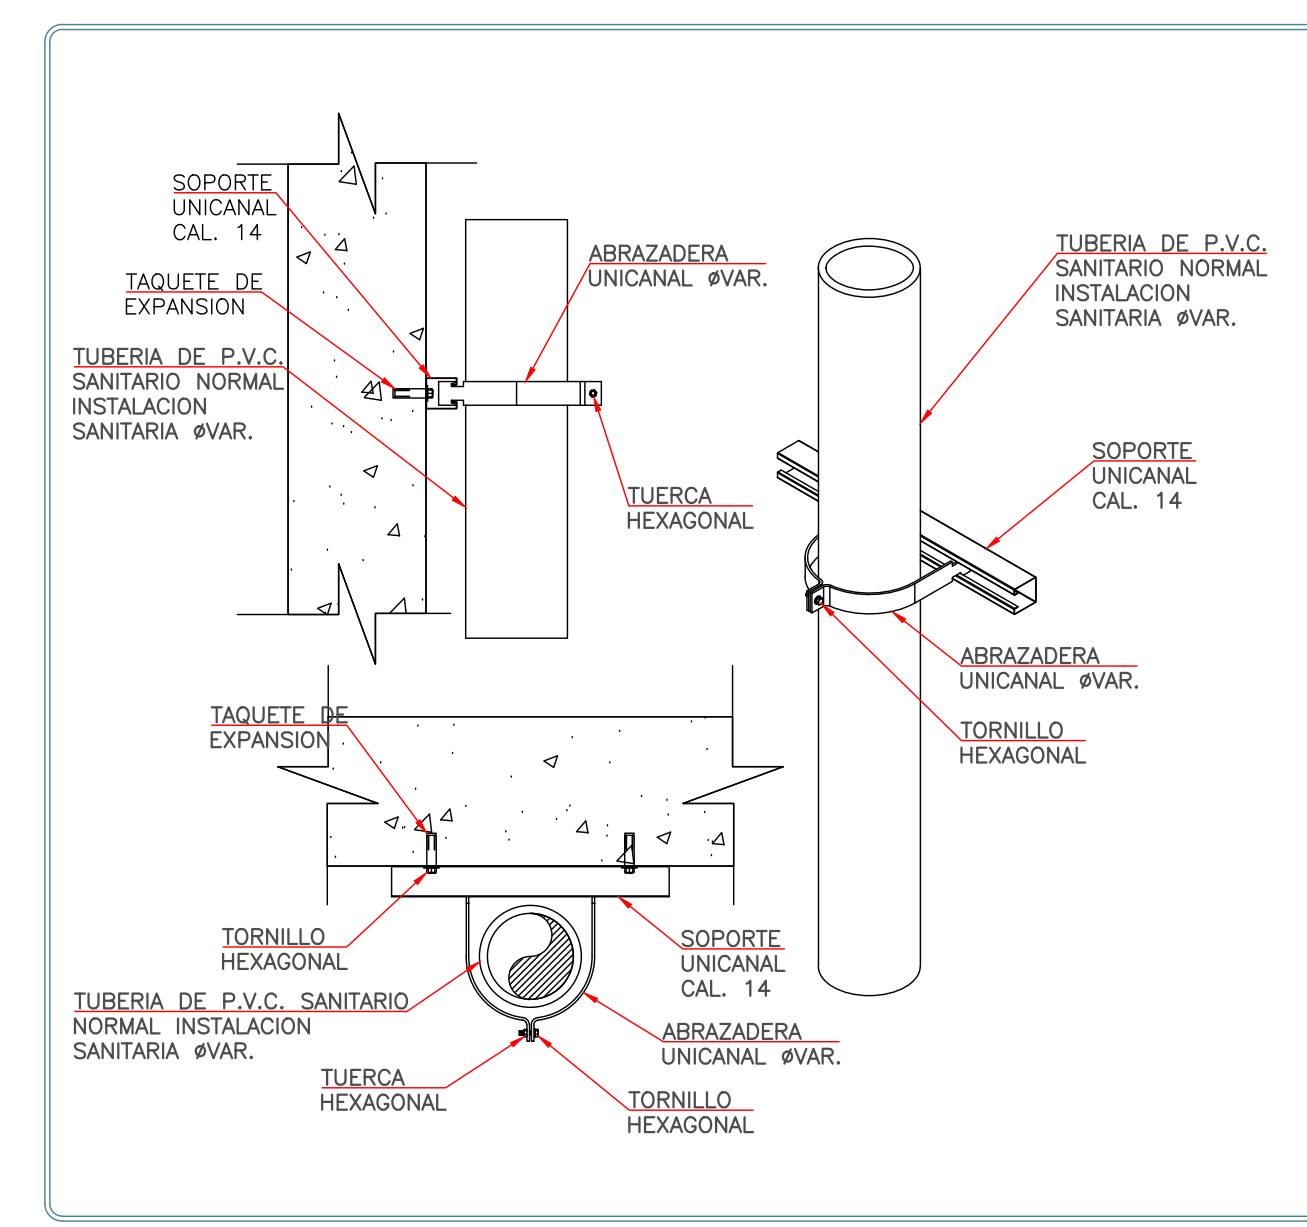 SOPORTE
UNICANAL
CAL. 14
TAQUETE DE
EXPANSION
TUBERIA DE P.V.C.
SANITARIO NORMAL
INSTALACION
SANITARIA øVAR.
ABRAZADERA
UNICANAL øVAR.
TUERCA
HEXAGONAL
TUBERIA DE P.V.C.
SANITARIO NORMAL
INSTALACION
SANITARIA øVAR.
SOPORTE
UNICANAL
CAL. 14
ABRAZADERA
UNICANAL øVAR.
TORNILLO
HEXAGONAL
TAQUETE DE
EXPANSION
TORNILLO
HEXAGONAL
TUBERIA DE P.V.C. SANITARIO
NORMAL INSTALACION
SANITARIA øVAR.
TUERCA
HEXAGONAL
SOPORTE
UNICANAL
CAL. 14
ABRAZADERA
UNICANAL øVAR.
TORNILLO
HEXAGONAL